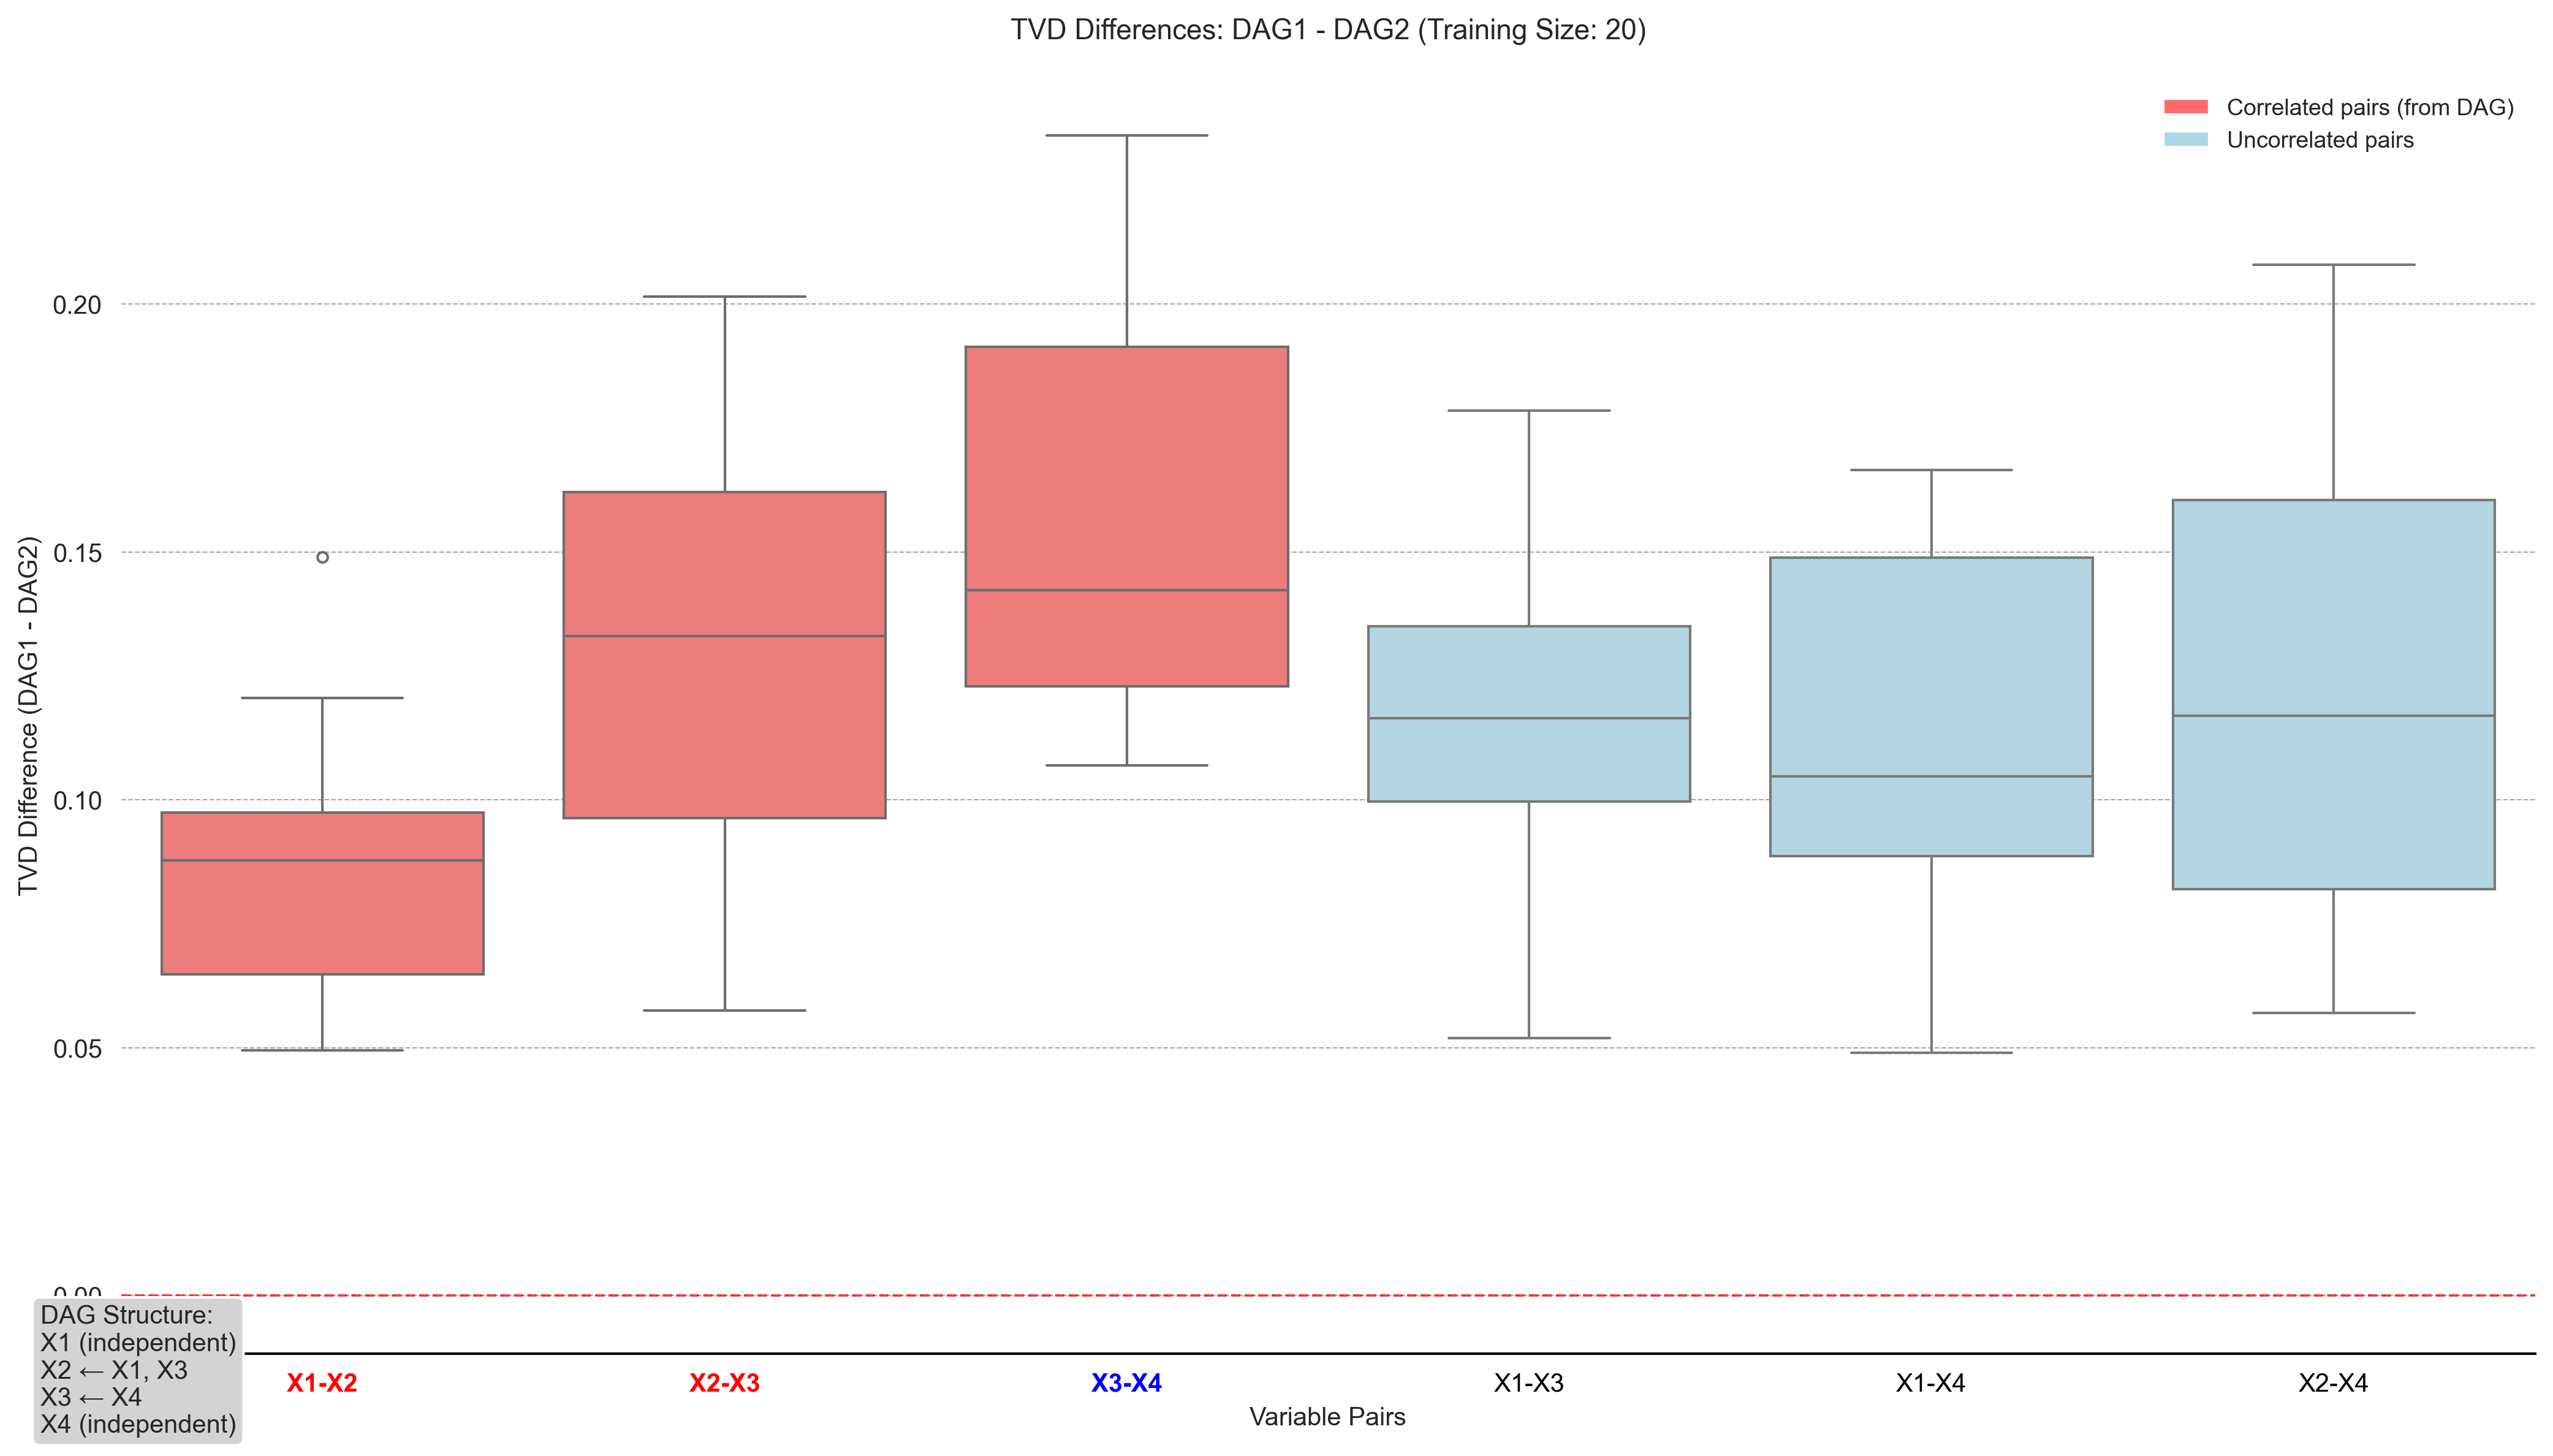 TVD Differences: DAG1 - DAG2 (Training Size: 20)
Correlated pairs (from DAG)
Uncorrelated pairs
TVD Difference (DAG1 - DAG2)
0.20
0.15
0.10
0.05
0.00
DAG Structure:
X1 (independent)
X2 ← X1, X3
X3 ← X4
X4 (independent)
X1-X2
X2-X3
X3-X4
X1-X3
X1-X4
X2-X4
Variable Pairs